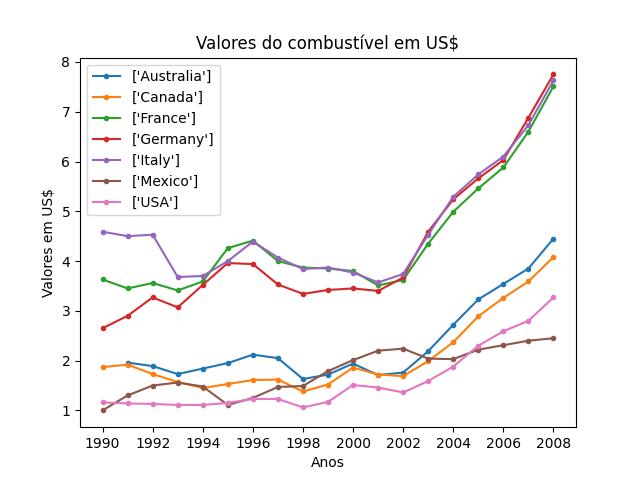 Valores do combustível em US$
8
7
6
5
4
3
2
1
Valores em US$
['Australia']
['Canada']
['France']
['Germany']
['Italy']
['Mexico']
['USA']
1990 1992 1994 1996 1998 2000 2002 2004 2006 2008
Anos